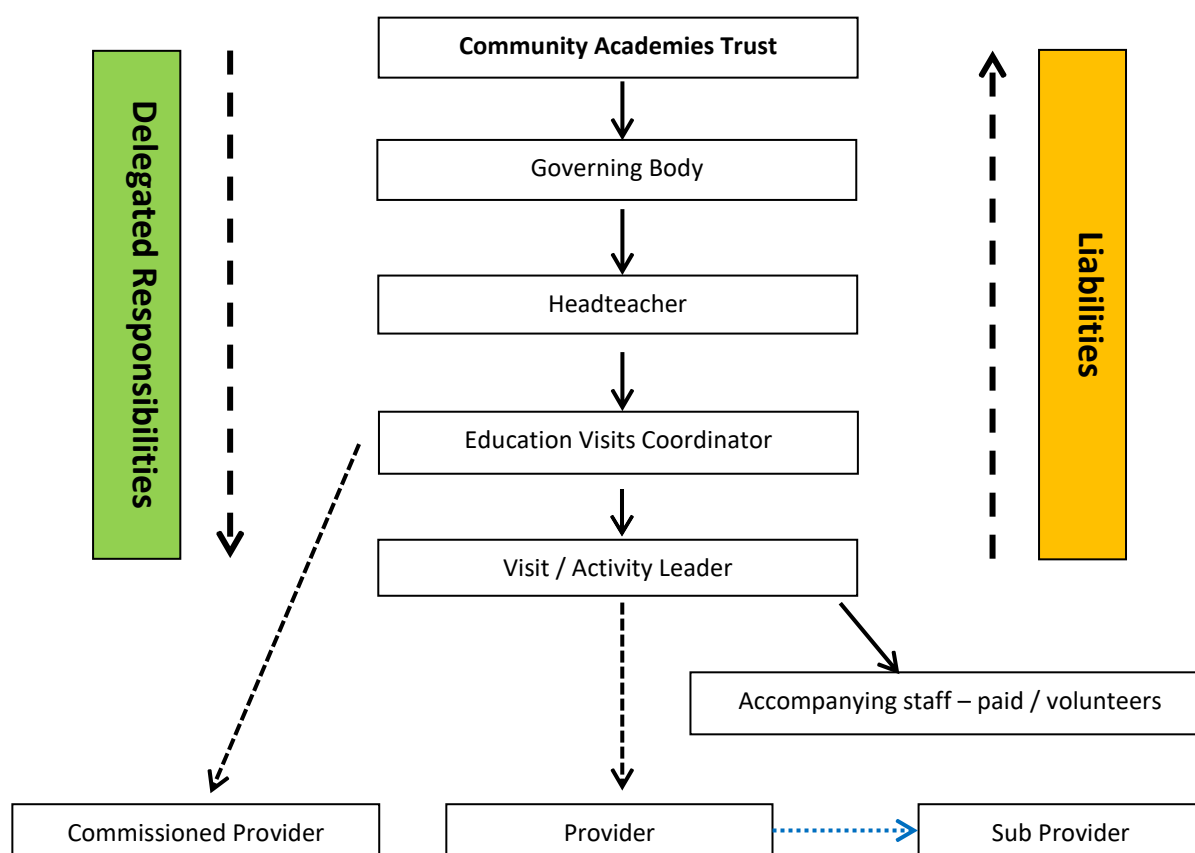 Community Academies Trust
Delegated Responsibilities
Liabilities
Governing Body
Headteacher
Education Visits Coordinator
Visit / Activity Leader
Accompanying staff – paid / volunteers
Commissioned Provider
Provider
Sub Provider